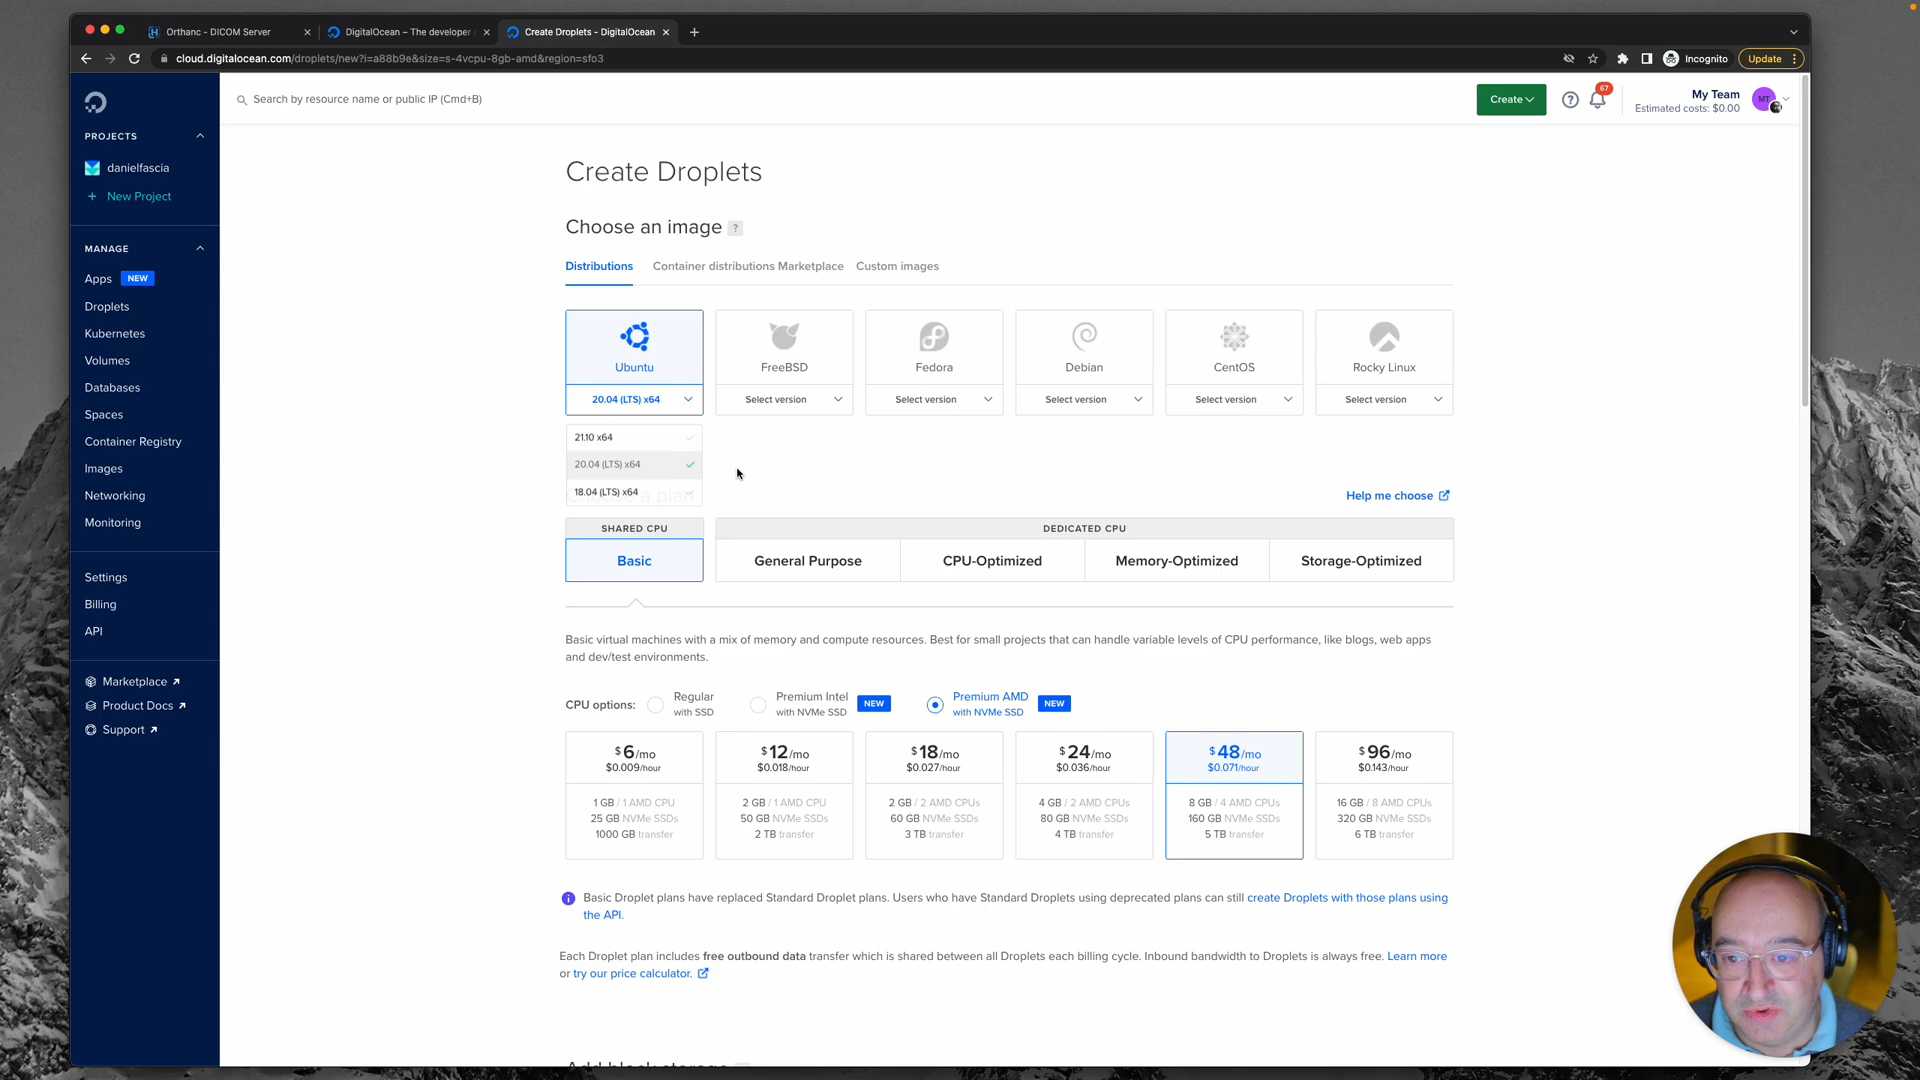 Orthanc - DICOM Server
DigitalOcean – The developer
Create Droplets - DigitalOcean
cloud.digitalocean.com/droplets/new?i=a88b9e&size=s-4vcpu-8gb-amd&region=sfo3
Incognito
Update
Search by resource name or public IP (Cmd+B)
Create
?
67
My Team
Estimated costs: $0.00
MT
PROJECTS
danielfascia
+ New Project
MANAGE
Apps NEW
Droplets
Kubernetes
Volumes
Databases
Spaces
Container Registry
Images
Networking
Monitoring
Settings
Billing
API
Marketplace
Product Docs
Support
Create Droplets
Choose an image ?
Distributions
Container distributions Marketplace
Custom images
Ubuntu
20.04 (LTS) x64
FreeBSD
Select version
Fedora
Select version
Debian
Select version
CentOS
Select version
Rocky Linux
Select version
21.10 x64
20.04 (LTS) x64
18.04 (LTS) x64
Help me choose
SHARED CPU
DEDICATED CPU
Basic
General Purpose
CPU-Optimized
Memory-Optimized
Storage-Optimized
Basic virtual machines with a mix of memory and compute resources. Best for small projects that can handle variable levels of CPU performance, like blogs, web apps
and dev/test environments.
CPU options:
Regular
with SSD
Premium Intel
with NVMe SSD
NEW
Premium AMD
with NVMe SSD
NEW
$6/mo
$0.009/hour
1 GB / 1 AMD CPU
25 GB NVMe SSDs
1000 GB transfer
$12/mo
$0.018/hour
2 GB / 1 AMD CPU
50 GB NVMe SSDs
2 TB transfer
$18/mo
$0.027/hour
2 GB / 2 AMD CPUs
60 GB NVMe SSDs
3 TB transfer
$24/mo
$0.036/hour
4 GB / 2 AMD CPUs
80 GB NVMe SSDs
4 TB transfer
$48/mo
$0.071/hour
8 GB / 4 AMD CPUs
160 GB NVMe SSDs
5 TB transfer
$96/mo
$0.143/hour
16 GB / 8 AMD CPUs
320 GB NVMe SSDs
6 TB transfer
Basic Droplet plans have replaced Standard Droplet plans. Users who have Standard Droplets using deprecated plans can still create Droplets with those plans using
the API.
Each Droplet plan includes free outbound data transfer which is shared between all Droplets each billing cycle. Inbound bandwidth to Droplets is always free. Learn more
or try our price calculator.